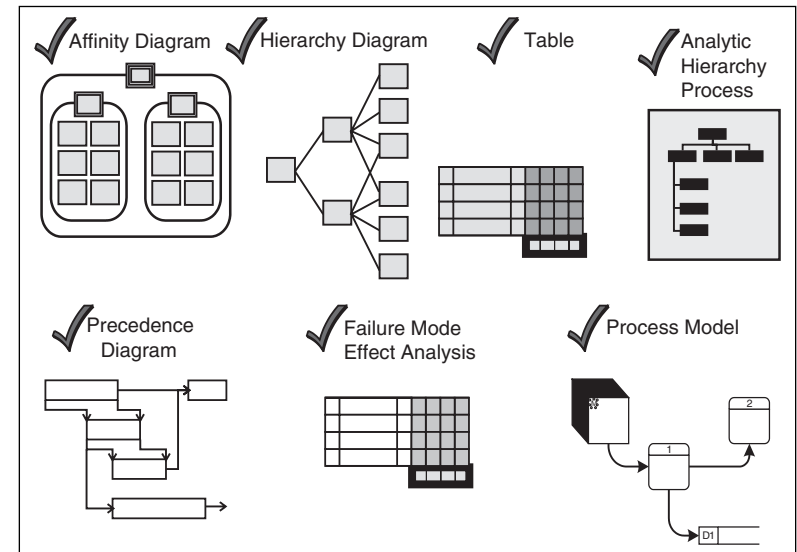 Affinity Diagram
Hierarchy Diagram
Table
Analytic
Hierarchy
Process
Precedence
Diagram
Failure Mode
Effect Analysis
Process Model
2
1
D1